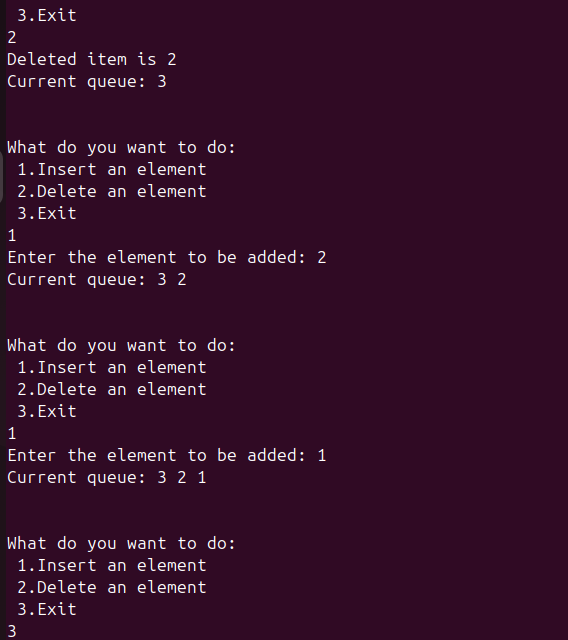 3.Exit
2
Deleted item is 2
Current queue: 3
What do you want to do:
1.Insert an element
2.Delete an element
3.Exit
1
Enter the element to be added: 2
Current queue: 3 2
What do you want to do:
1.Insert an element
2.Delete an element
3.Exit
1
Enter the element to be added: 1
Current queue: 3 2 1
What do you want to do:
1.Insert an element
2.Delete an element
3.Exit
3